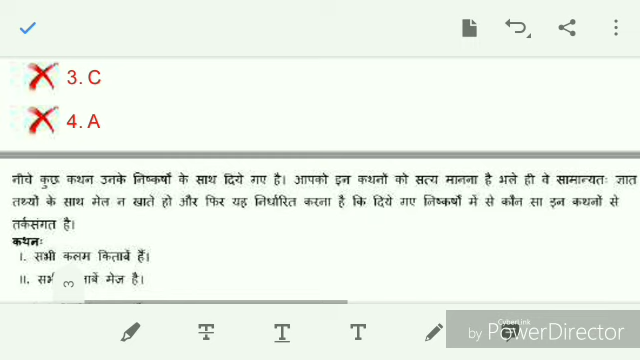 3. C
4. A
नीचे कुछ कथन उनके निष्कर्षों के साथ दिये गए है। आपको इन कथनों को सत्य मानना है भले ही वे सामान्यतः ज्ञात
तथ्यों के साथ मेल न खाते हो और फिर यह निर्धारित करना है कि दिये गए निष्कर्षों में से कौन सा इन कथनों से
तर्कसंगत है।
कथनः
I. सभी कलम किताबें हैं।
II. मेज है।
CyberLink
by PowerDirector